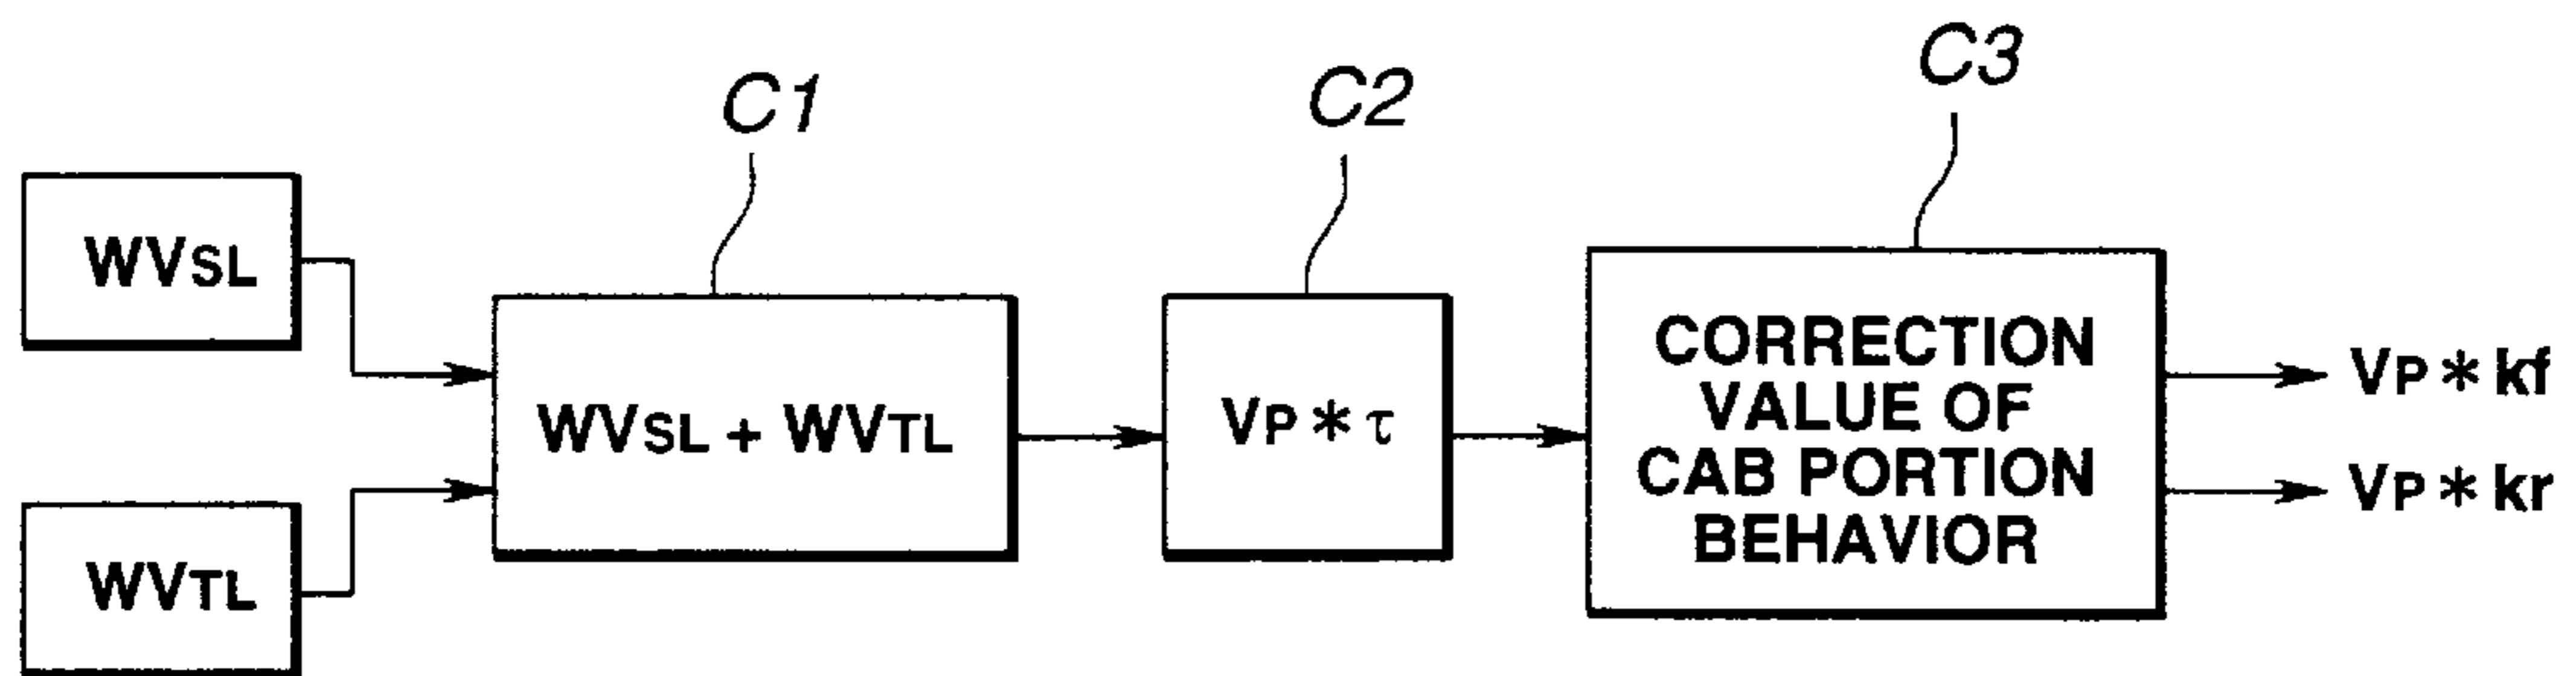 C1
C2
C3
WVSL
WVTL
WVSL + WVTL
VP * τ
CORRECTION
VALUE OF
CAB PORTION
BEHAVIOR
VP * kf
VP * kr